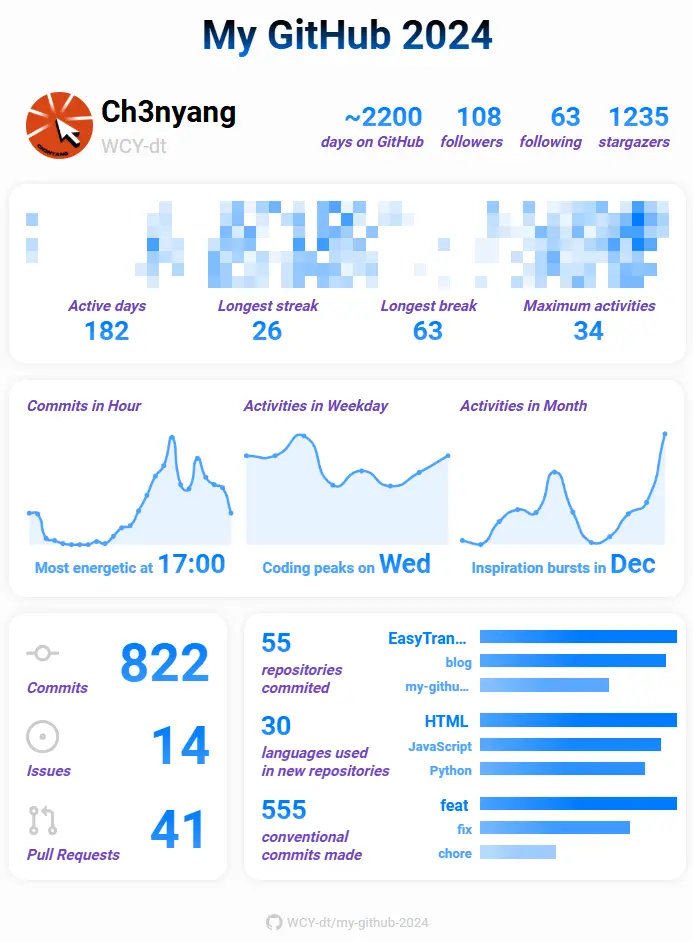 My GitHub 2024
Ch3nyang
WCY-dt
~2200 108 63 1235
days on GitHub followers following stargazers
Active days Longest streak Longest break Maximum activities
182 26 63 34
Commits in Hour Activities in Weekday Activities in Month
Most energetic at 17:00 Coding peaks on Wed Inspiration bursts in Dec
822
Commits
14
Issues
41
Pull Requests
55
repositories
commited
EasyTran...
blog
my-githu...
30
languages used
in new repositories
HTML
JavaScript
Python
555
conventional
commits made
feat
fix
chore
WCY-dt/my-github-2024